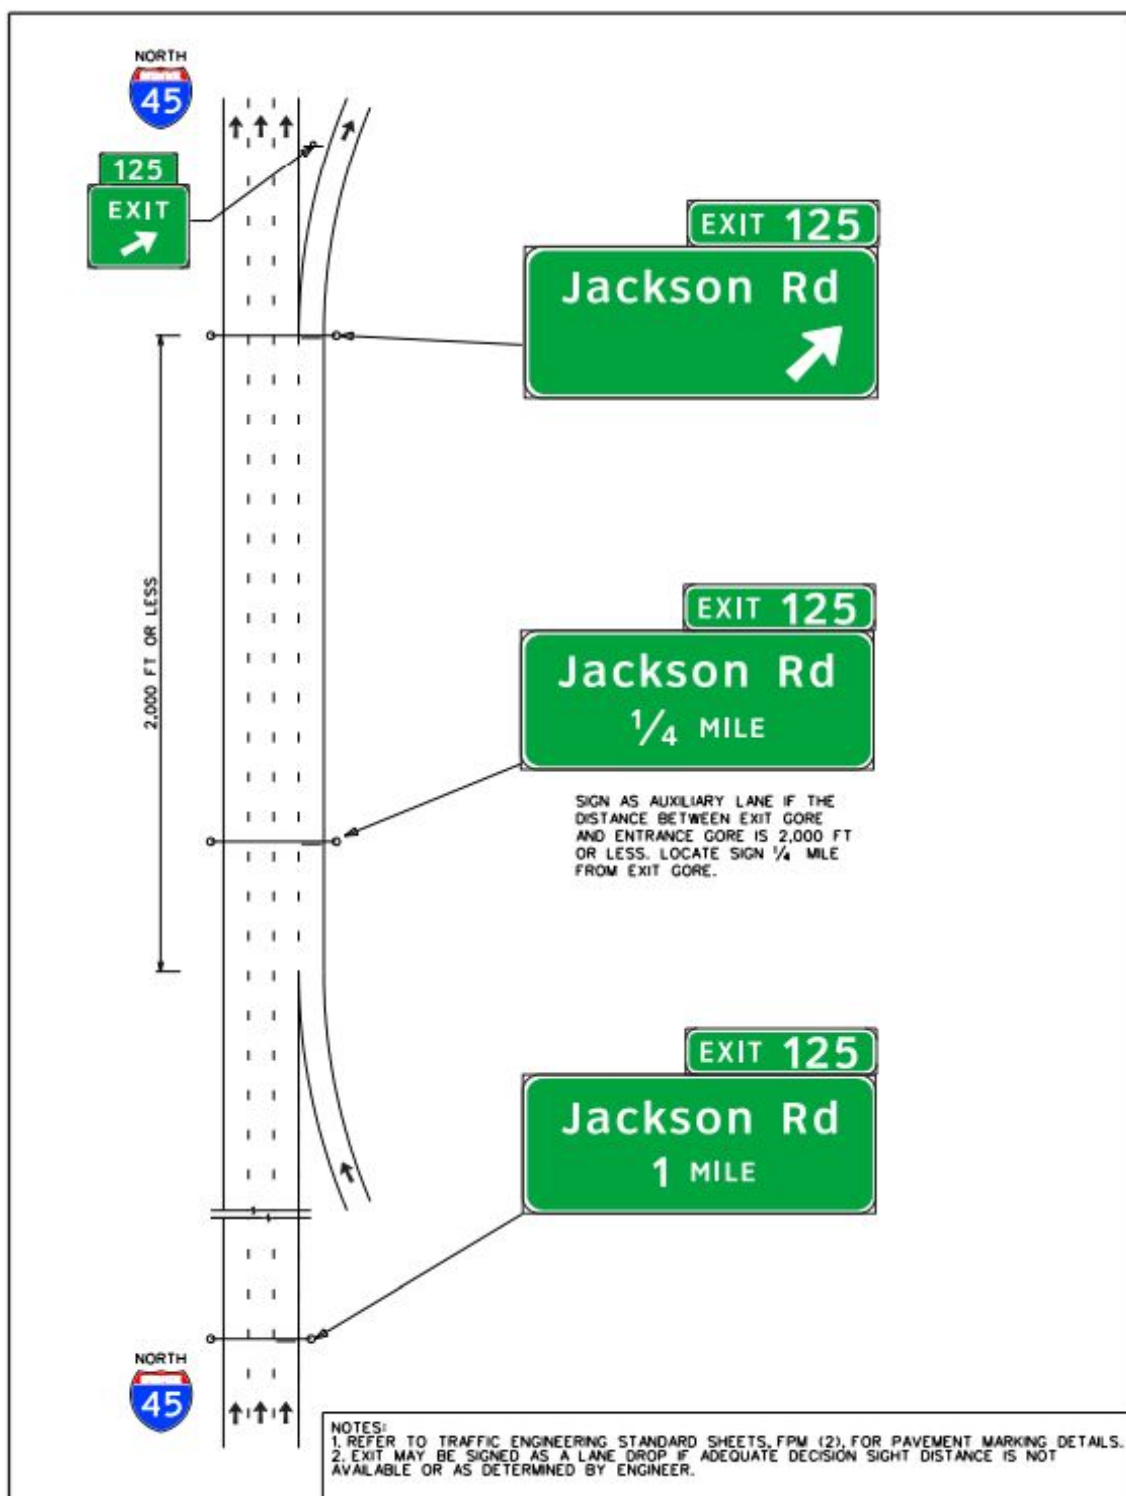 NORTH
45
125
EXIT
EXIT 125
Jackson Rd
2,000 FT OR LESS
EXIT 125
Jackson Rd
1/4 MILE
SIGN AS AUXILIARY LANE IF THE
DISTANCE BETWEEN EXIT GORE
AND ENTRANCE GORE IS 2,000 FT
OR LESS. LOCATE SIGN 1/4 MILE
FROM EXIT GORE.
EXIT 125
Jackson Rd
1 MILE
NORTH
45
NOTES:
1. REFER TO TRAFFIC ENGINEERING STANDARD SHEETS, FPM (2), FOR PAVEMENT MARKING DETAILS.
2. EXIT MAY BE SIGNED AS A LANE DROP IF ADEQUATE DECISION SIGHT DISTANCE IS NOT
AVAILABLE OR AS DETERMINED BY ENGINEER.